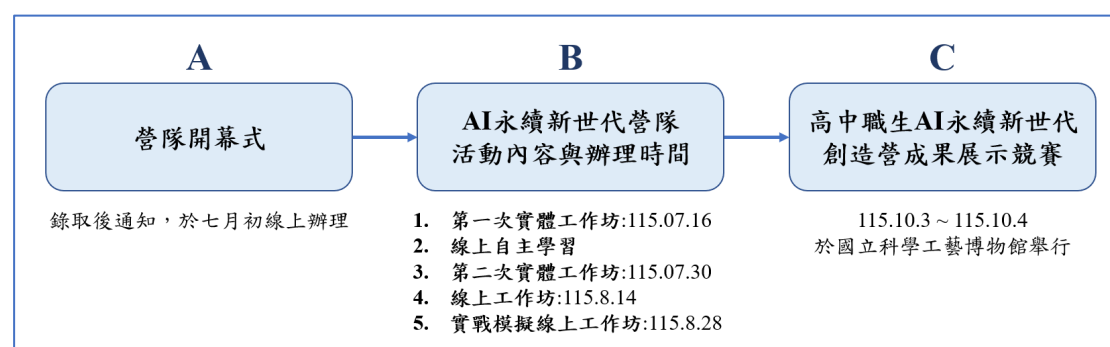 A
營隊開幕式
錄取後通知，於七月初線上辦理
B
AI永續新世代營隊
活動內容與辦理時間
1. 第一次實體工作坊:115.07.16
2. 線上自主學習
3. 第二次實體工作坊:115.07.30
4. 線上工作坊:115.8.14
5. 實戰模擬線上工作坊:115.8.28
C
高中職生AI永續新世代
創造營成果展示競賽
115.10.3 ~ 115.10.4
於國立科學工藝博物館舉行